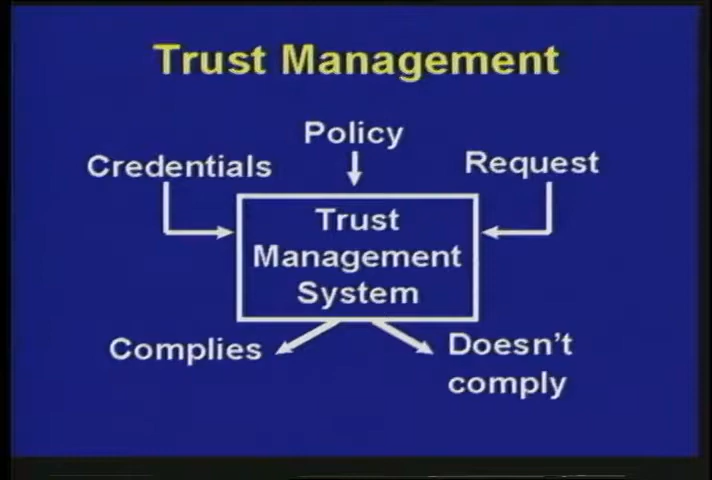 Trust Management
Policy
Credentials
Request
Trust
Management
System
Complies
Doesn't
comply